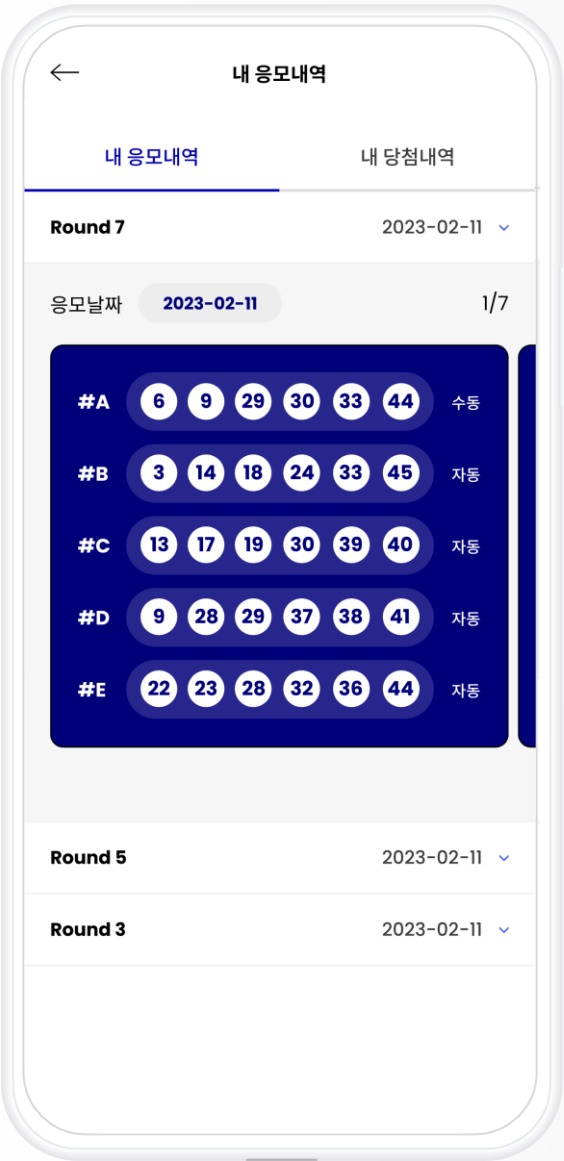 내 응모내역
내 응모내역 내 당첨내역
Round 7 2023-02-11
응모날짜 2023-02-11 1/7
#A 6 9 29 30 33 44 수동
#B 3 14 18 24 33 45 자동
#C 13 17 19 30 39 40 자동
#D 9 28 29 37 38 41 자동
#E 22 23 28 32 36 44 자동
Round 5 2023-02-11
Round 3 2023-02-11